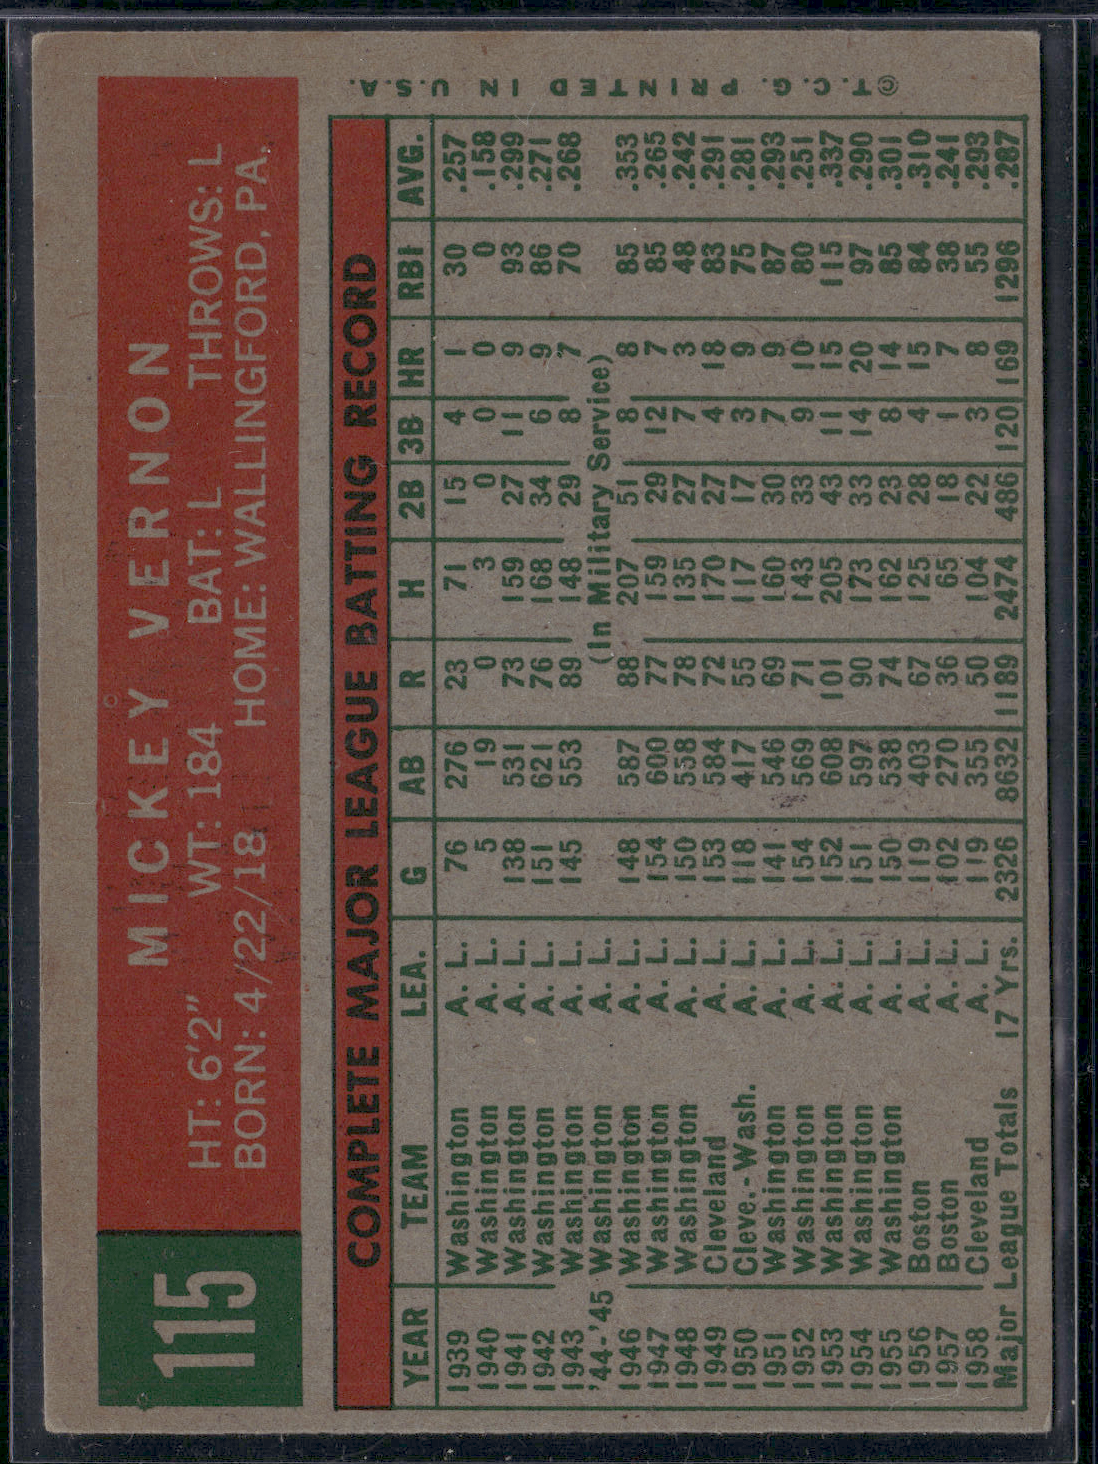 115
MICKEY VERNON
HT: 6'2" WT: 184 BAT: L THROWS: L
BORN: 4/22/18 HOME: WALLINGFORD, PA.
COMPLETE MAJOR LEAGUE BATTING RECORD
YEAR TEAM LEA. G AB R H 2B 3B HR RBI AVG.
1939 Washington A. L. 76 276 23 71 15 4 1 30 .257
1940 Washington A. L. 5 19 0 3 0 0 0 0 .158
1941 Washington A. L. 138 531 73 159 27 11 9 93 .299
1942 Washington A. L. 151 621 76 168 34 6 9 86 .271
1943 Washington A. L. 145 553 89 148 29 8 7 70 .268
'44-'45 Washington A. L. (In Military Service)
1946 Washington A. L. 148 587 88 207 51 8 8 85 .353
1947 Washington A. L. 154 600 77 159 29 12 7 85 .265
1948 Washington A. L. 150 558 78 135 27 7 3 48 .242
1949 Cleveland A. L. 153 584 72 170 27 4 18 83 .291
1950 Cleve.-Wash. A. L. 118 417 55 117 17 3 9 75 .281
1951 Washington A. L. 141 546 69 160 30 7 9 87 .293
1952 Washington A. L. 154 569 71 143 33 9 10 80 .251
1953 Washington A. L. 152 608 101 205 43 11 15 115 .337
1954 Washington A. L. 151 597 90 173 33 14 20 97 .290
1955 Washington A. L. 150 538 74 162 23 8 14 85 .301
1956 Boston A. L. 119 403 67 125 28 4 15 84 .310
1957 Boston A. L. 102 270 36 65 18 1 7 38 .241
1958 Cleveland A. L. 119 355 50 104 22 3 8 55 .293
Major League Totals 17 Yrs. 2326 8632 1189 2474 486 120 169 1296 .287
©T.C.G. PRINTED IN U.S.A.